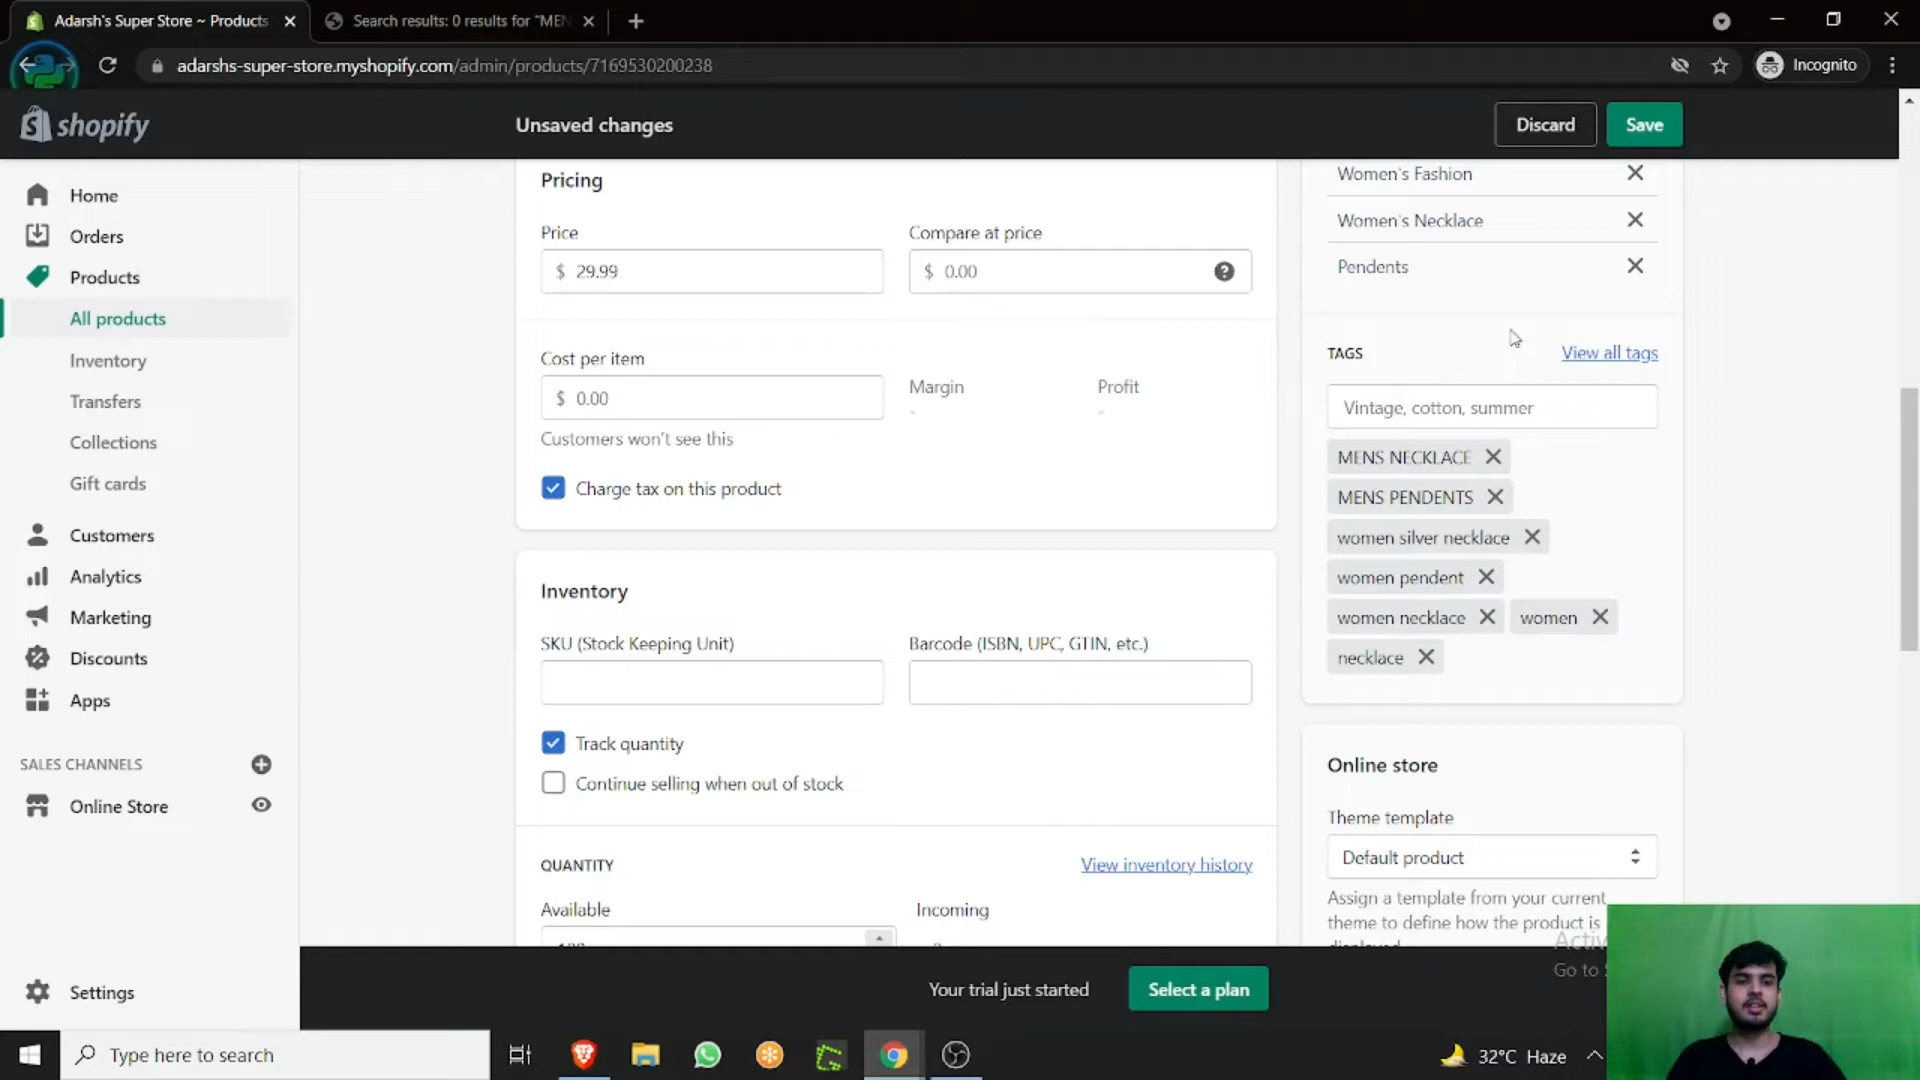 Adarsh's Super Store ~ Products
Search results: 0 results for "MEN
adarshs-super-store.myshopify.com/admin/products/7169530200238
Incognito
shopify
Unsaved changes
Discard
Save
Home
Orders
Products
All products
Inventory
Transfers
Collections
Gift cards
Customers
Analytics
Marketing
Discounts
Apps
SALES CHANNELS
Online Store
Settings
Pricing
Price
Compare at price
$ 29.99
$ 0.00
Cost per item
$ 0.00
Margin
Profit
-
-
Customers won't see this
Charge tax on this product
Inventory
SKU (Stock Keeping Unit)
Barcode (ISBN, UPC, GTIN, etc.)
Track quantity
Continue selling when out of stock
QUANTITY
View inventory history
Available
Incoming
Women's Fashion
Women's Necklace
Pendents
TAGS
View all tags
Vintage, cotton, summer
MENS NECKLACE
MENS PENDENTS
women silver necklace
women pendent
women necklace
women
necklace
Online store
Theme template
Default product
Assign a template from your current
theme to define how the product is
displayed.
Go to
Your trial just started
Select a plan
Type here to search
32°C Haze